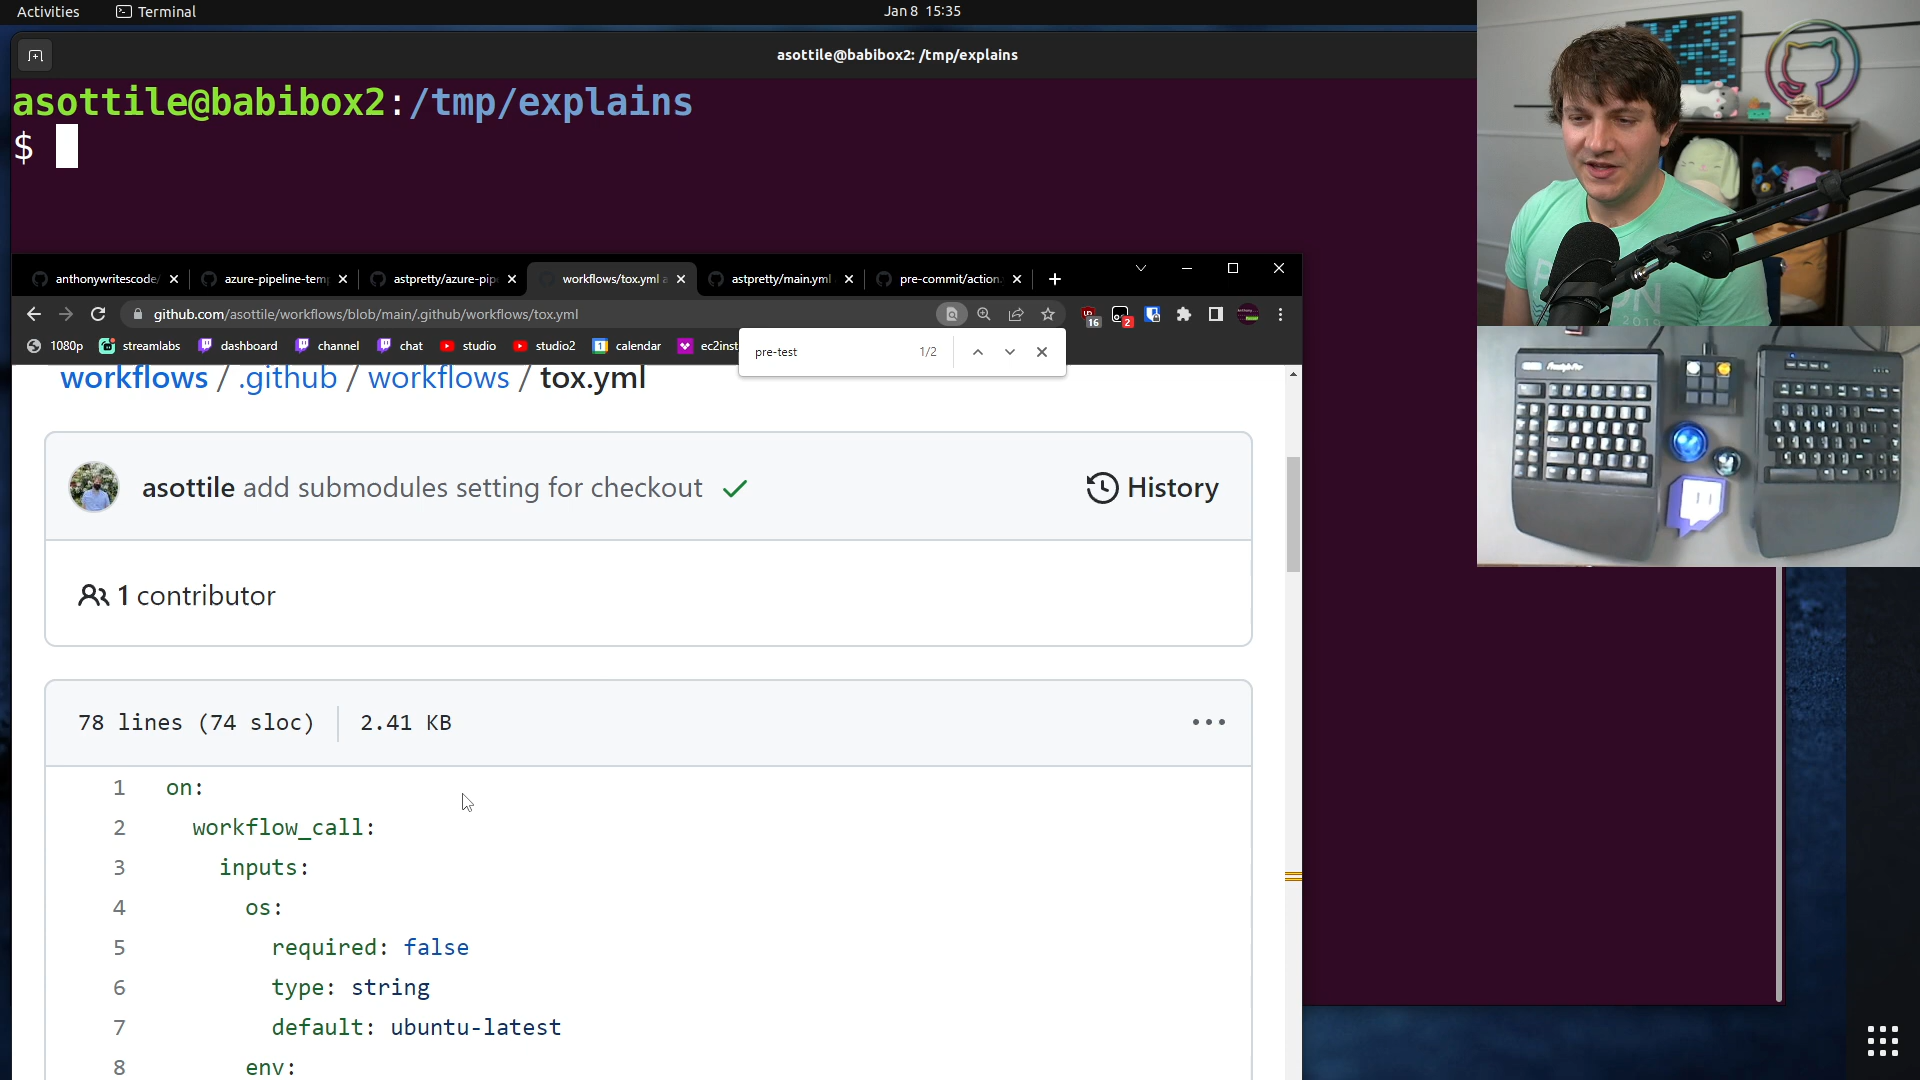 Activities
Terminal
Jan 8 15:35
asottile@babibox2: /tmp/explains
asottile@babibox2:/tmp/explains
$
anthonywritescode/
azure-pipeline-tem
astpretty/azure-pip
workflows/tox.yml a
astpretty/main.yml
pre-commit/action.
github.com/asottile/workflows/blob/main/.github/workflows/tox.yml
16
2
1080p
streamlabs
dashboard
channel
chat
studio
studio2
calendar
ec2inst
pre-test
1/2
workflows / .github / workflows / tox.yml
asottile add submodules setting for checkout
History
1 contributor
78 lines (74 sloc)
2.41 KB
1 on:
2 workflow_call:
3 inputs:
4 os:
5 required: false
6 type: string
7 default: ubuntu-latest
8 env: